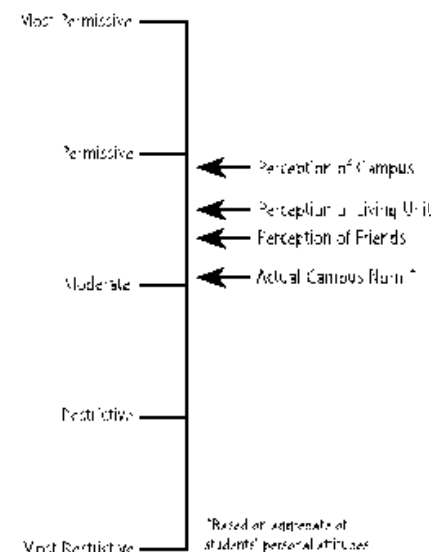 Most Permissive
Permissive
Perception of Campus
Perception of Living Unit
Perception of Friends
Actual Campus Norm *
Moderate
Restrictive
Most Restrictive
*Based on aggregate of
students' personal attitudes